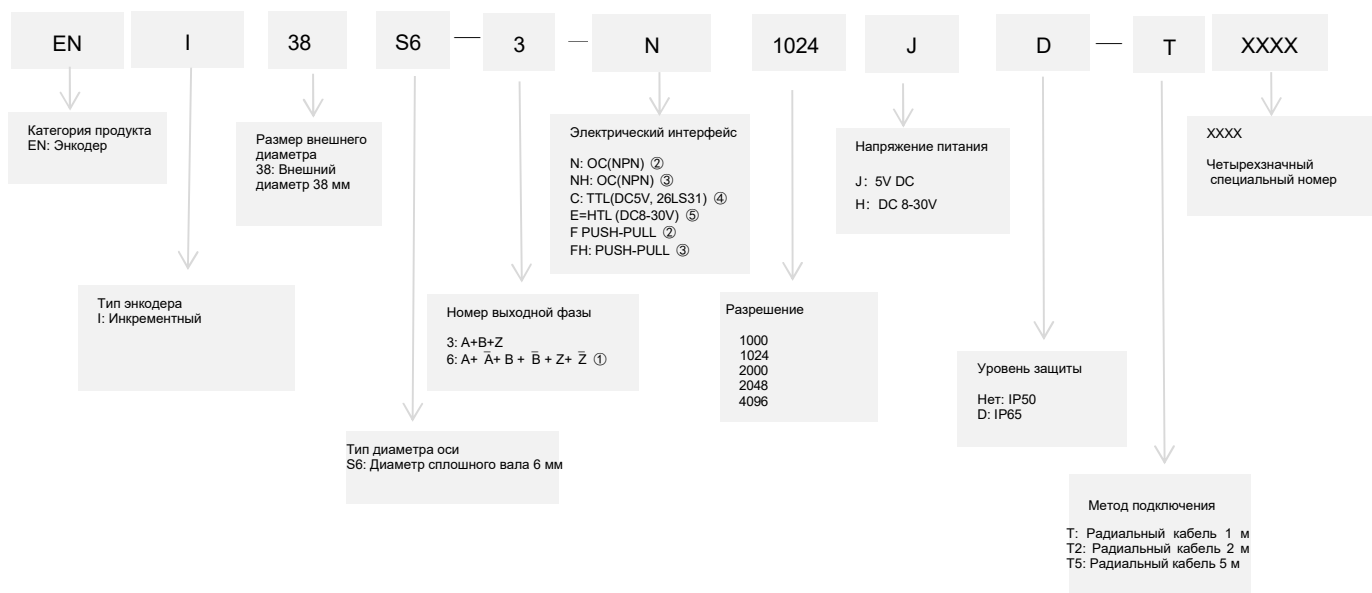 EN I 38 S6 — 3 — N 1024 J D — T XXXX
Категория продукта
EN: Энкодер
Размер внешнего
диаметра
38: Внешний
диаметр 38 мм
Электрический интерфейс
N: OC(NPN) ②
NH: OC(NPN) ③
C: TTL(DC5V, 26LS31) ④
E=HTL (DC8-30V) ⑤
F PUSH-PULL ②
FH: PUSH-PULL ③
Напряжение питания
J: 5V DC
H: DC 8-30V
XXXX
Четырехзначный
специальный номер
Тип энкодера
I: Инкрементный
Номер выходной фазы
3: A+B+Z
6: A+ A̅+ B + B̅ + Z+ Z̅ ①
Разрешение
1000
1024
2000
2048
4096
Уровень защиты
Нет: IP50
D: IP65
Тип диаметра оси
S6: Диаметр сплошного вала 6 мм
Метод подключения
T: Радиальный кабель 1 м
T2: Радиальный кабель 2 м
T5: Радиальный кабель 5 м